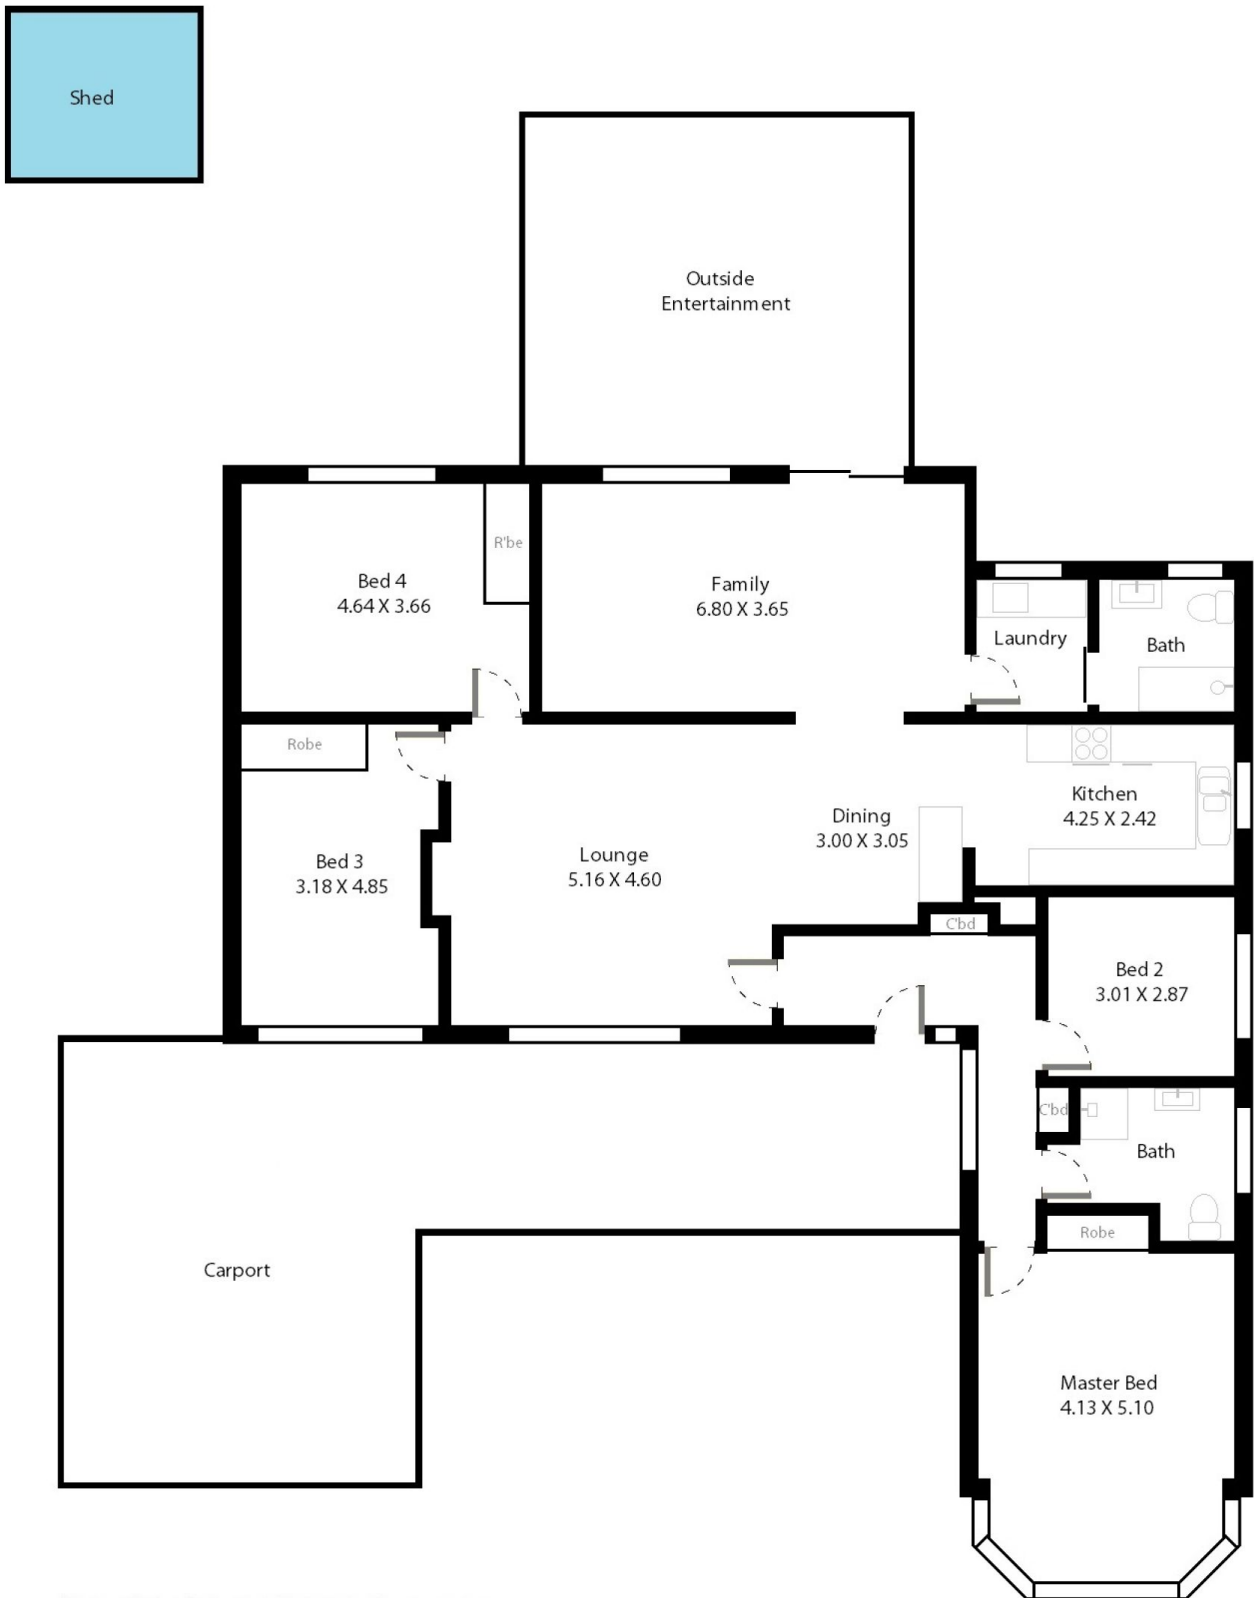 Shed
Outside
Entertainment
R'be
Bed 4
4.64 X 3.66
Family
6.80 X 3.65
Laundry
Bath
Robe
Kitchen
4.25 X 2.42
Dining
3.00 X 3.05
Lounge
5.16 X 4.60
Bed 3
3.18 X 4.85
C'bd
Bed 2
3.01 X 2.87
C'bd
Bath
Robe
Carport
Master Bed
4.13 X 5.10